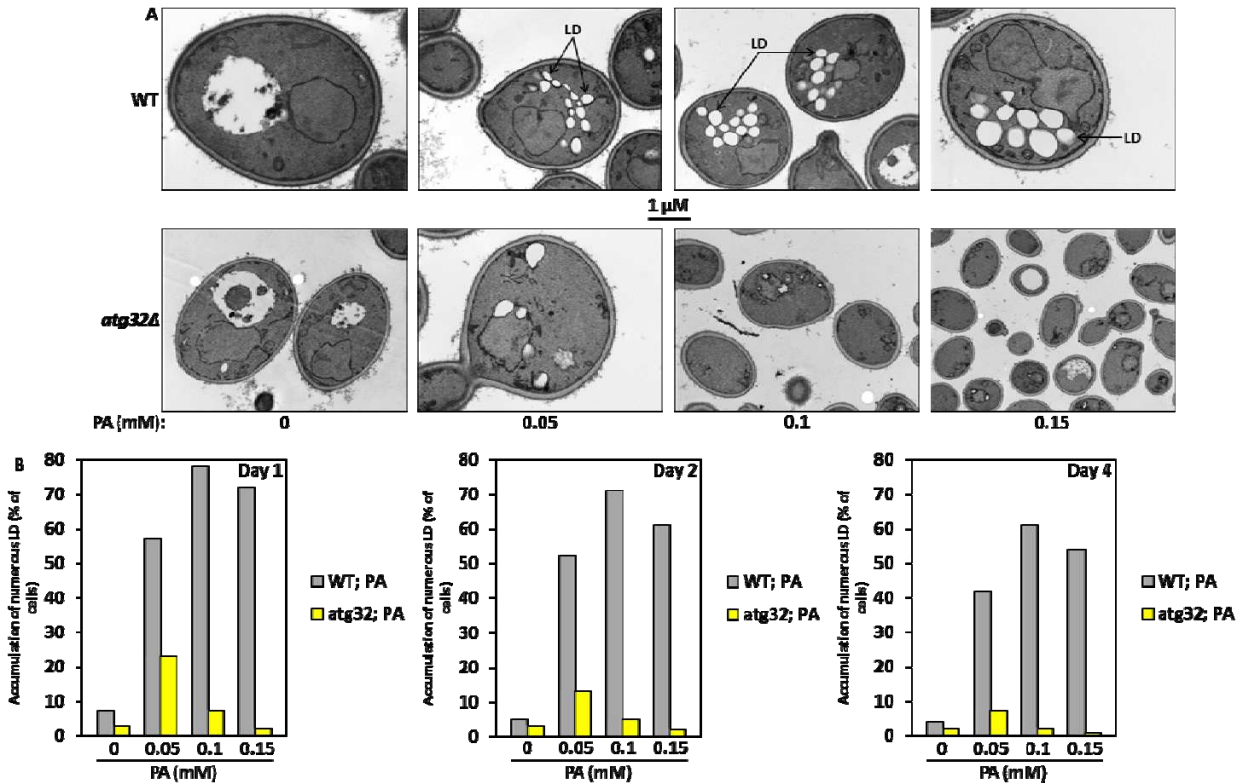 A
LD
LD
LD
WT
1 µM
atg32Δ
PA (mM): 0 0.05 0.1 0.15
B
Day 1
Accumulation of numerous LD (% of cells)
80
70
60
50
40
30
20
10
0
0 0.05 0.1 0.15
PA (mM)
WT; PA
atg32; PA
Day 2
Accumulation of numerous LD (% of cells)
80
70
60
50
40
30
20
10
0
0 0.05 0.1 0.15
PA (mM)
WT; PA
atg32; PA
Day 4
Accumulation of numerous LD (% of cells)
80
70
60
50
40
30
20
10
0
0 0.05 0.1 0.15
PA (mM)
WT; PA
atg32; PA